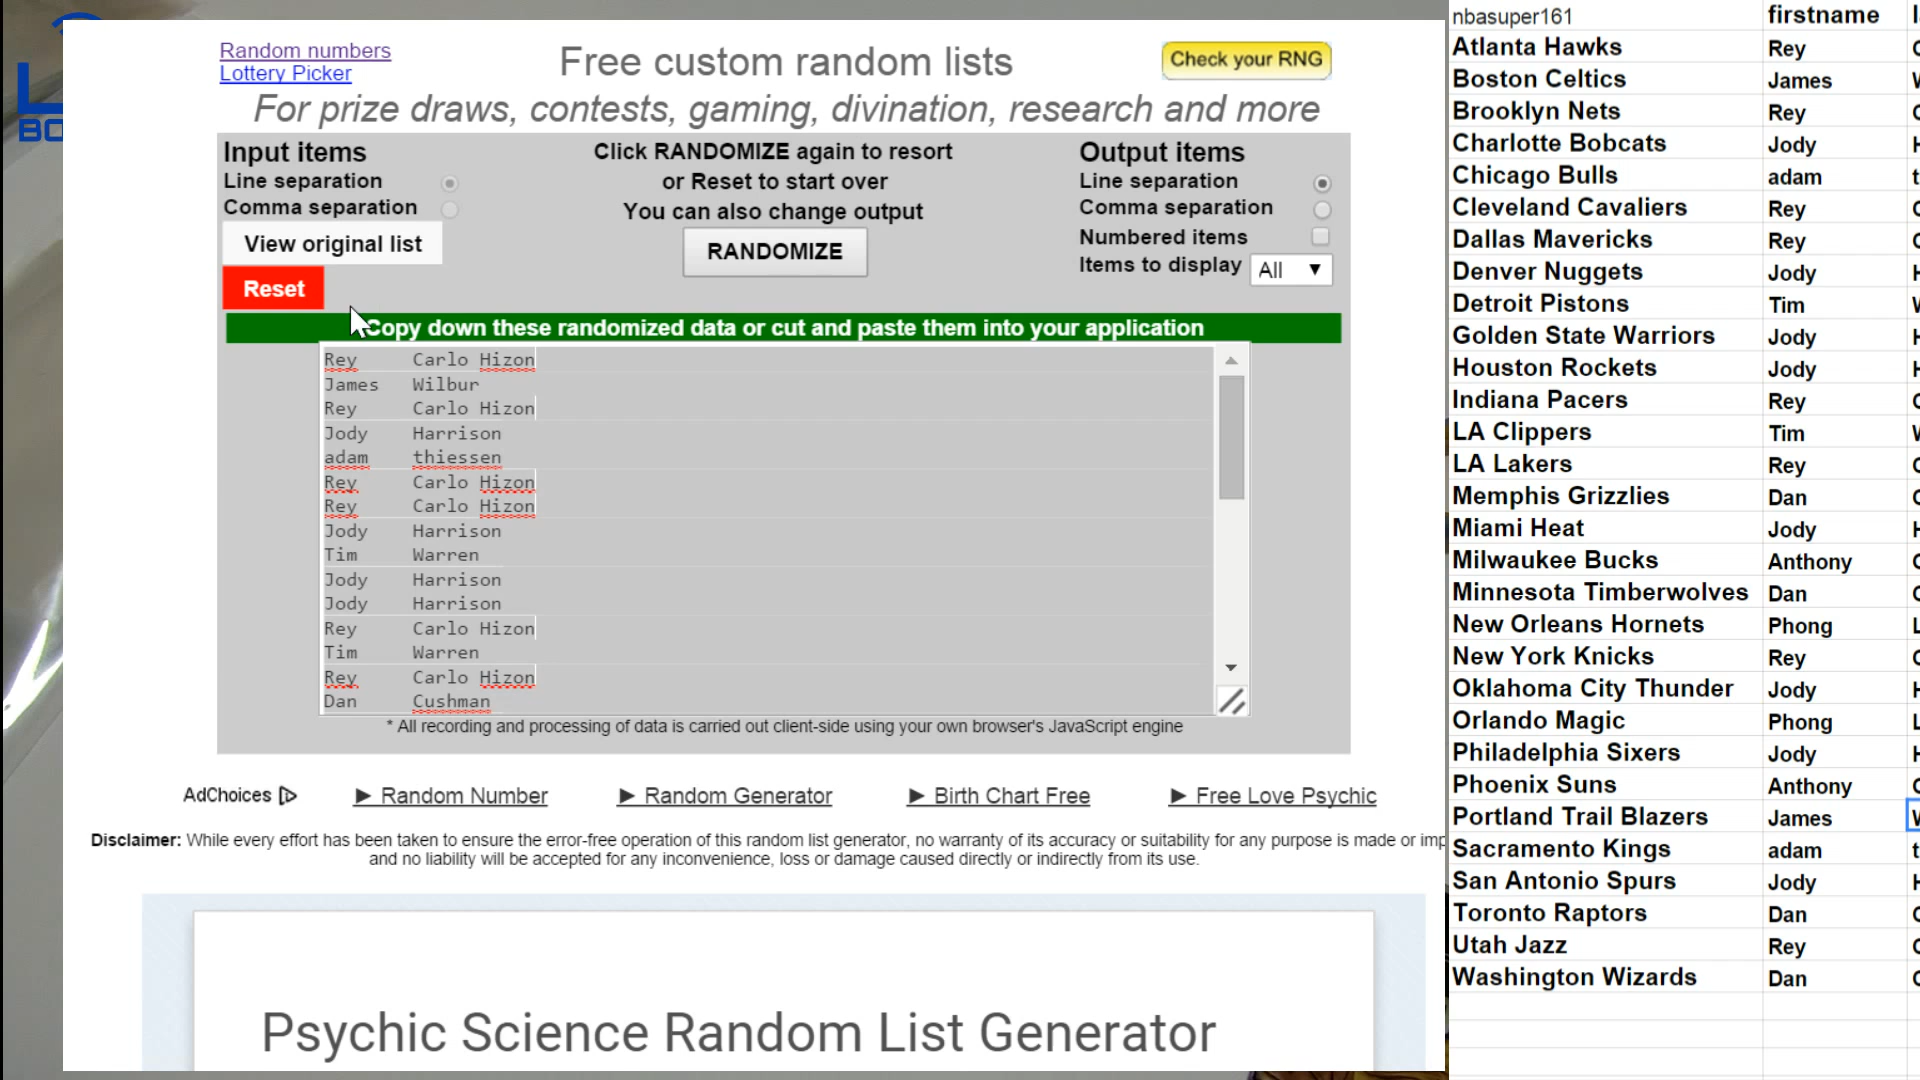 Random numbers
Lottery Picker
Free custom random lists
Check your RNG
For prize draws, contests, gaming, divination, research and more
Input items
Line separation
Comma separation
View original list
Reset
Click RANDOMIZE again to resort
or Reset to start over
You can also change output
RANDOMIZE
Output items
Line separation
Comma separation
Numbered items
Items to display All
Copy down these randomized data or cut and paste them into your application
Rey Carlo Hizon
James Wilbur
Rey Carlo Hizon
Jody Harrison
adam thiessen
Rey Carlo Hizon
Rey Carlo Hizon
Jody Harrison
Tim Warren
Jody Harrison
Jody Harrison
Rey Carlo Hizon
Tim Warren
Rey Carlo Hizon
Dan Cushman
* All recording and processing of data is carried out client-side using your own browser's JavaScript engine
AdChoices
► Random Number
► Random Generator
► Birth Chart Free
► Free Love Psychic
Disclaimer: While every effort has been taken to ensure the error-free operation of this random list generator, no warranty of its accuracy or suitability for any purpose is made or
and no liability will be accepted for any inconvenience, loss or damage caused directly or indirectly from its use.
Psychic Science Random List Generator
nbasuper161 firstname
Atlanta Hawks Rey
Boston Celtics James
Brooklyn Nets Rey
Charlotte Bobcats Jody
Chicago Bulls adam
Cleveland Cavaliers Rey
Dallas Mavericks Rey
Denver Nuggets Jody
Detroit Pistons Tim
Golden State Warriors Jody
Houston Rockets Jody
Indiana Pacers Rey
LA Clippers Tim
LA Lakers Rey
Memphis Grizzlies Dan
Miami Heat Jody
Milwaukee Bucks Anthony
Minnesota Timberwolves Dan
New Orleans Hornets Phong
New York Knicks Rey
Oklahoma City Thunder Jody
Orlando Magic Phong
Philadelphia Sixers Jody
Phoenix Suns Anthony
Portland Trail Blazers James
Sacramento Kings adam
San Antonio Spurs Jody
Toronto Raptors Dan
Utah Jazz Rey
Washington Wizards Dan